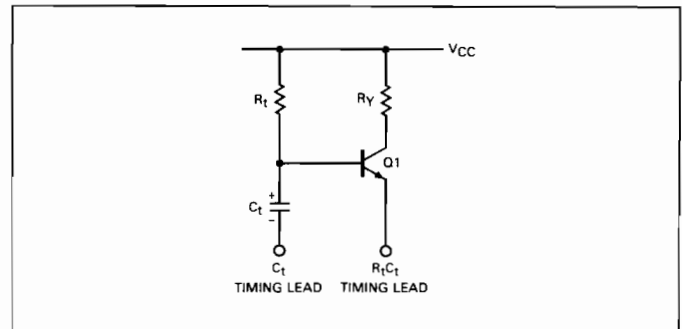 VCC
Rt
RY
Q1
+
Ct
−
Ct
RtCt
TIMING LEAD
TIMING LEAD